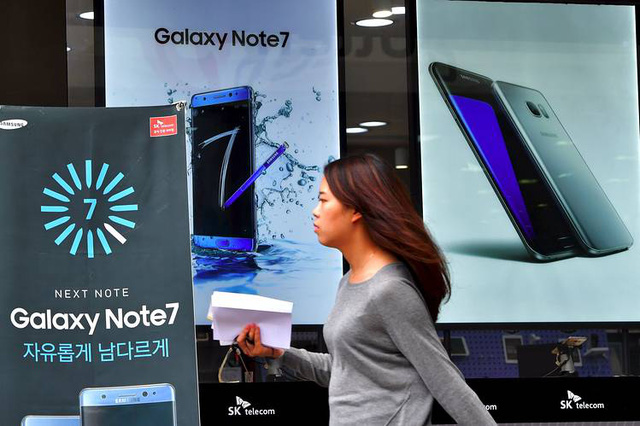 Galaxy Note7
SAMSUNG
SK telecom
7
NEXT NOTE
Galaxy Note7
자유롭게 남다르게
SAMSUNG
SK telecom
SK telecom